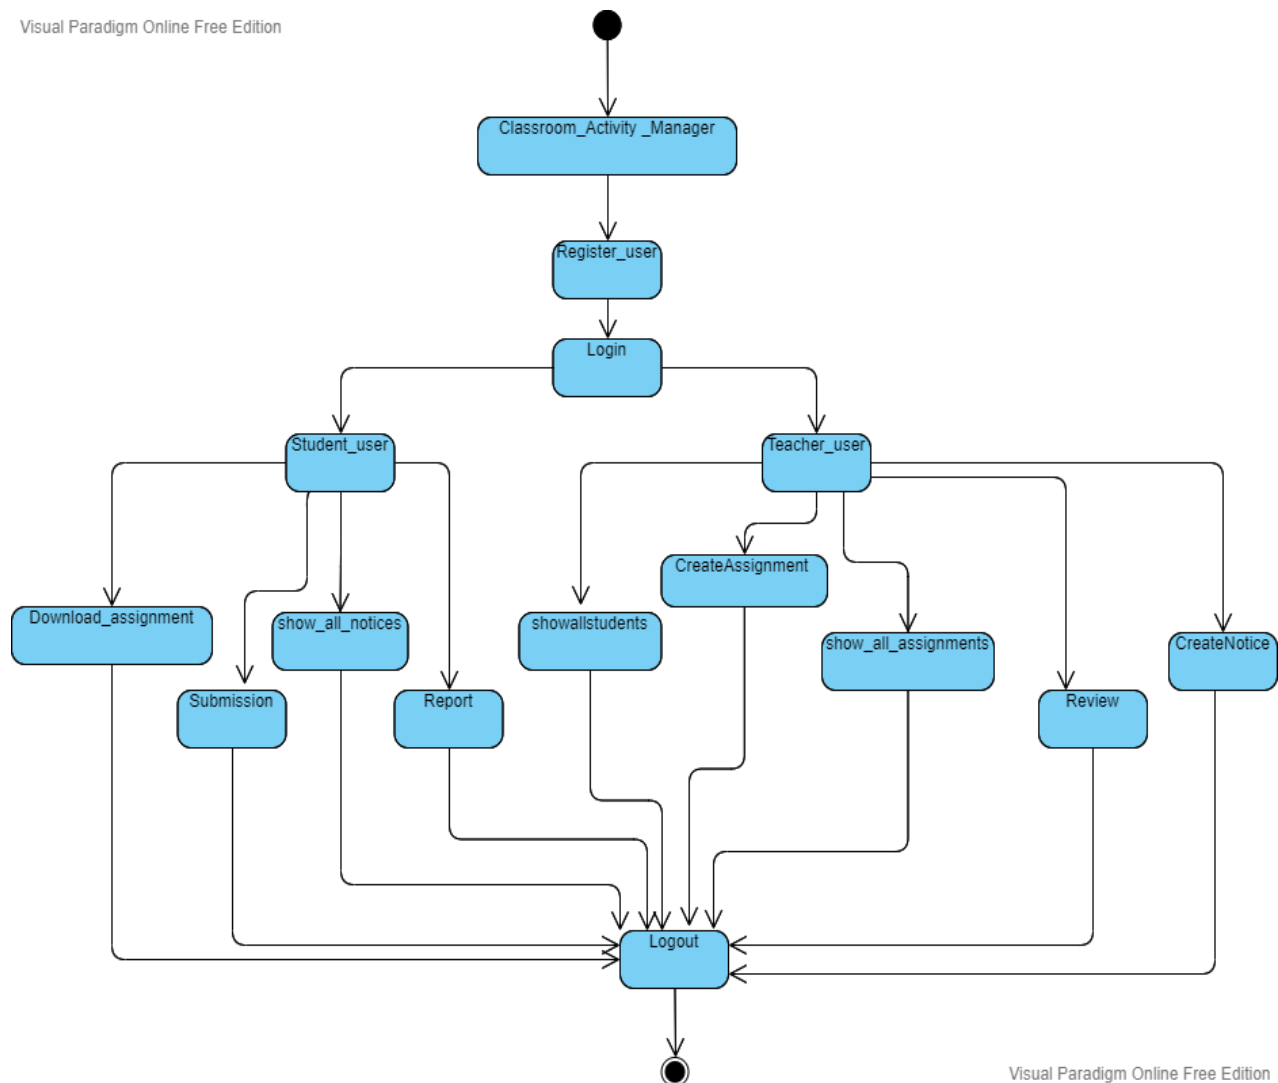 Visual Paradigm Online Free Edition
Classroom_Activity _Manager
Register_user
Login
Student_user
Teacher_user
CreateAssignment
Download_assignment
show_all_notices
showallstudents
show_all_assignments
CreateNotice
Submission
Report
Review
Logout
Visual Paradigm Online Free Edition